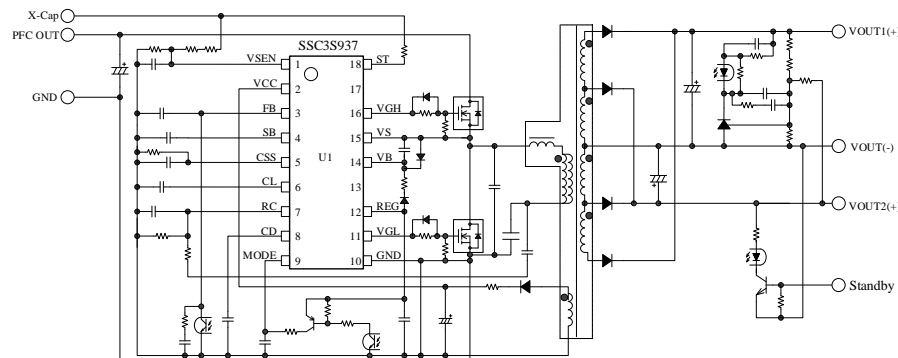 X-Cap
PFC OUT
GND
SSC3S937
U1
VSEN 1
VCC 2
FB 3
SB 4
CSS 5
CL 6
RC 7
CD 8
MODE 9
18 ST
17
16 VGH
15 VS
14 VB
13
12 REG
11 VGL
10 GND
VOUT1(+)
VOUT(-)
VOUT2(+)
Standby